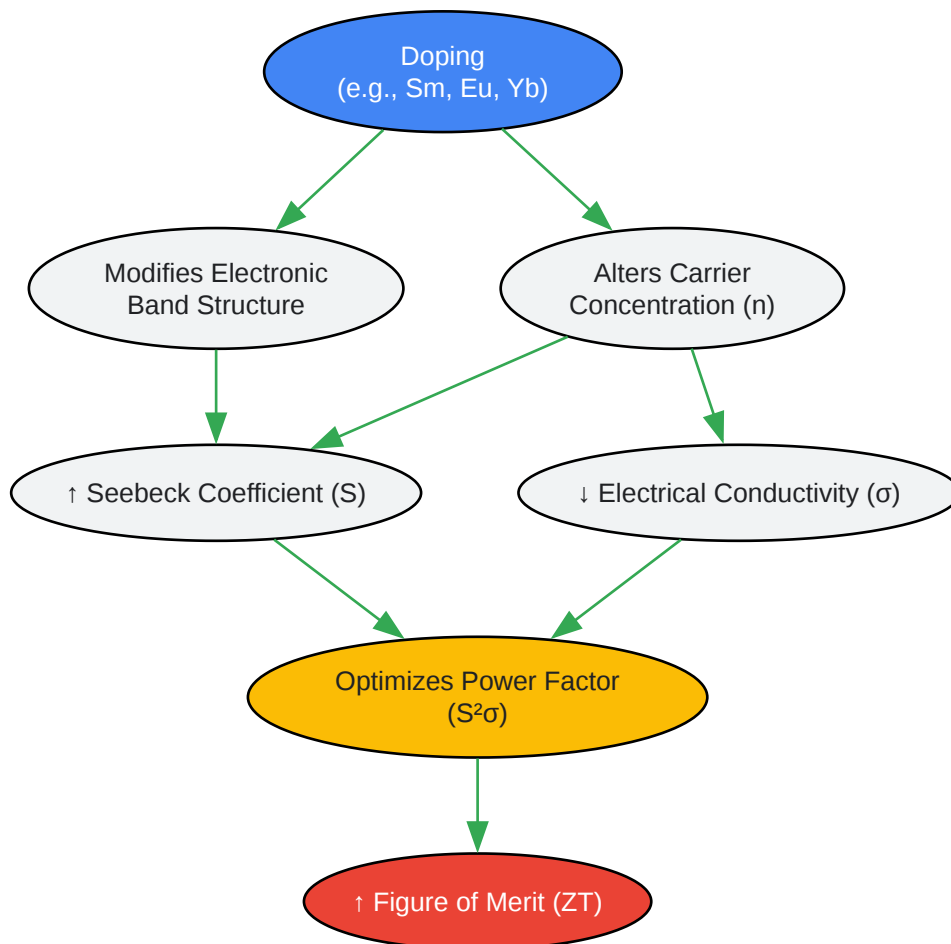 Doping
(e.g., Sm, Eu, Yb)
Modifies Electronic
Band Structure
Alters Carrier
Concentration (n)
↑ Seebeck Coefficient (S)
↓ Electrical Conductivity (σ)
Optimizes Power Factor
(S²σ)
↑ Figure of Merit (ZT)